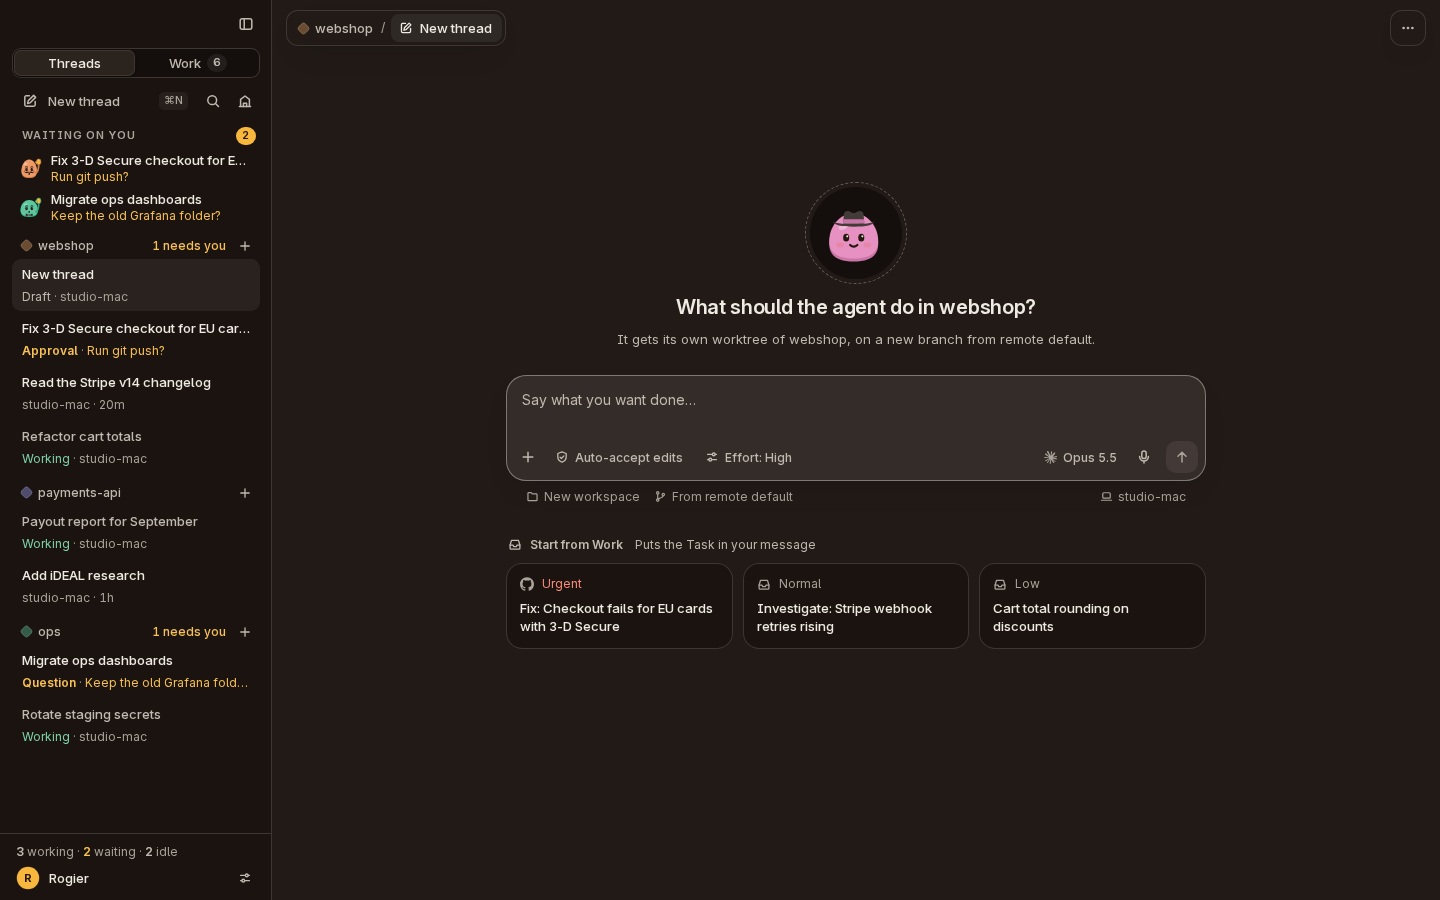 Threads
Work 6
New thread ⌘N
WAITING ON YOU 2
Fix 3-D Secure checkout for E…
Run git push?
Migrate ops dashboards
Keep the old Grafana folder?
webshop 1 needs you
New thread
Draft · studio-mac
Fix 3-D Secure checkout for EU car…
Approval · Run git push?
Read the Stripe v14 changelog
studio-mac · 20m
Refactor cart totals
Working · studio-mac
payments-api
Payout report for September
Working · studio-mac
Add iDEAL research
studio-mac · 1h
ops 1 needs you
Migrate ops dashboards
Question · Keep the old Grafana fold…
Rotate staging secrets
Working · studio-mac
3 working · 2 waiting · 2 idle
R Rogier
webshop / New thread
What should the agent do in webshop?
It gets its own worktree of webshop, on a new branch from remote default.
Say what you want done…
Auto-accept edits Effort: High Opus 5.5
New workspace From remote default studio-mac
Start from Work Puts the Task in your message
Urgent
Fix: Checkout fails for EU cards
with 3-D Secure
Normal
Investigate: Stripe webhook
retries rising
Low
Cart total rounding on
discounts